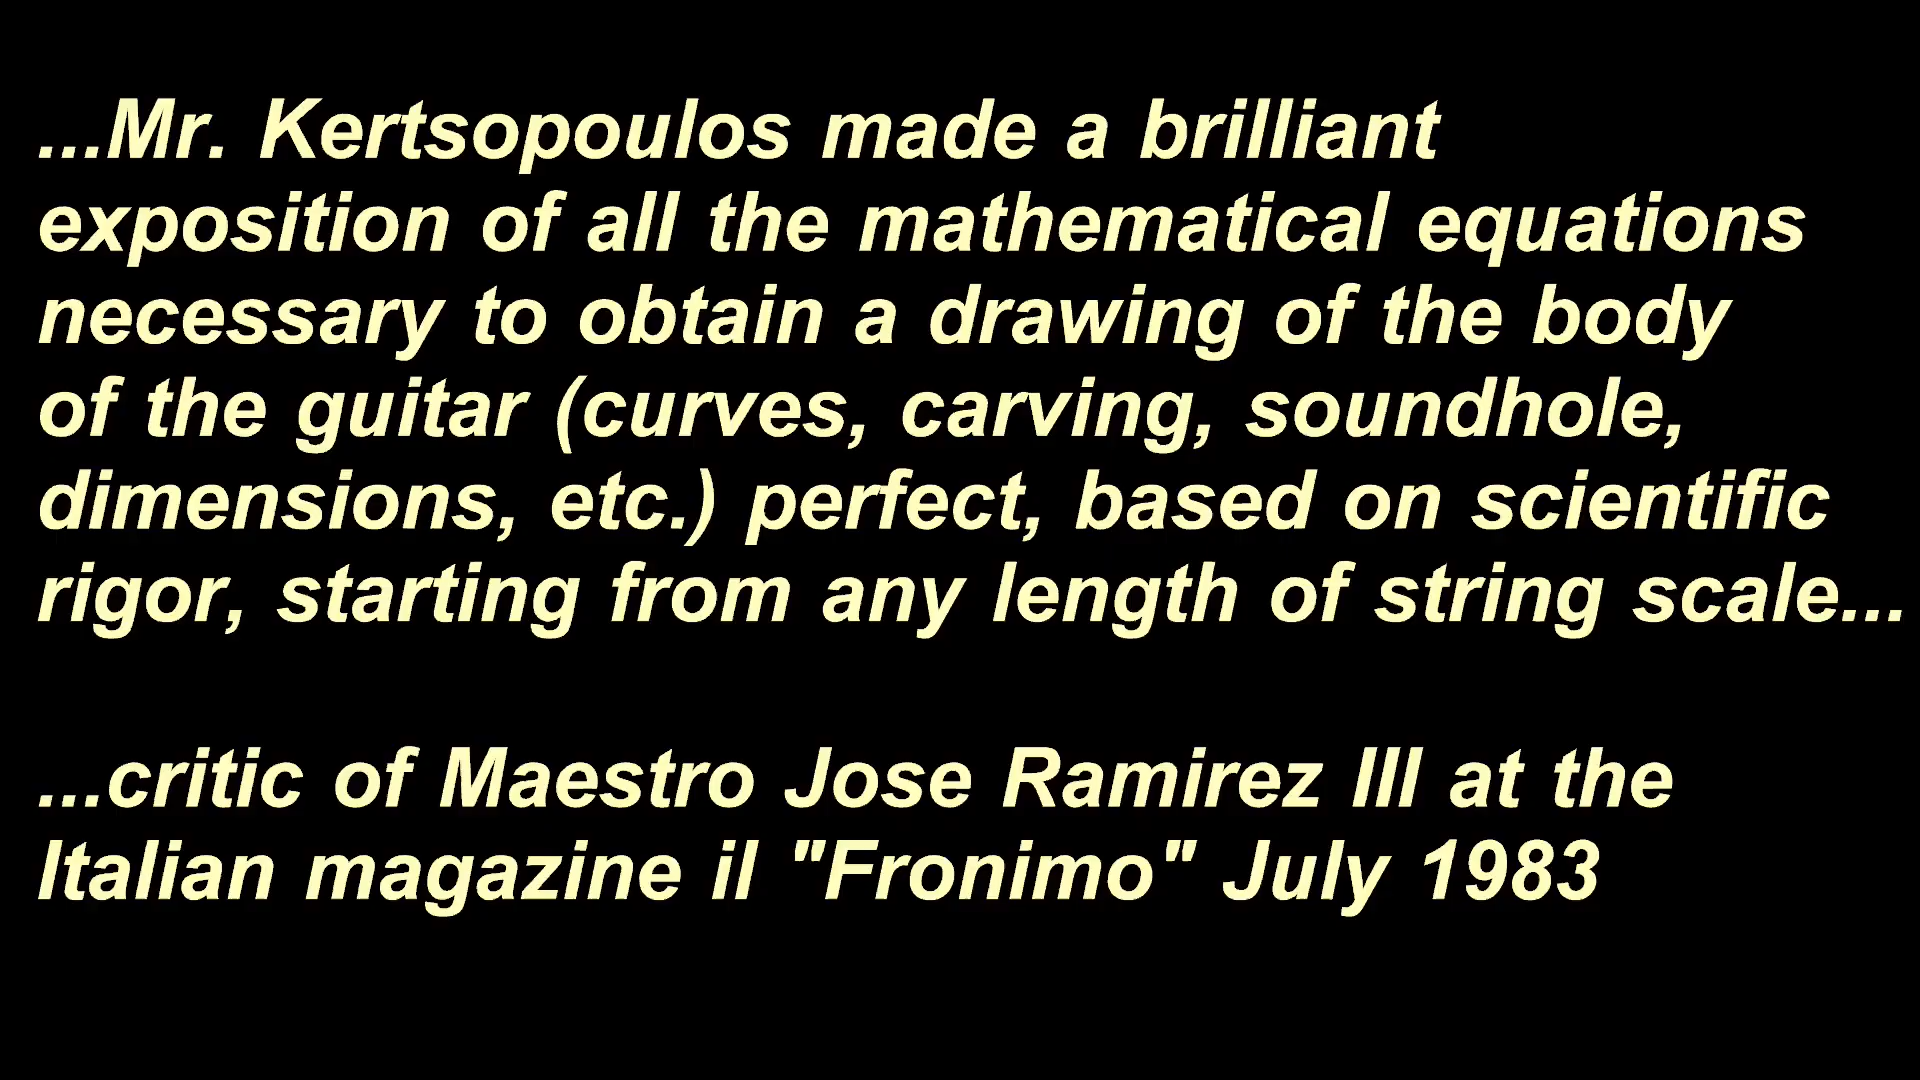 ...Mr. Kertsopoulos made a brilliant
exposition of all the mathematical equations
necessary to obtain a drawing of the body
of the guitar (curves, carving, soundhole,
dimensions, etc.) perfect, based on scientific
rigor, starting from any length of string scale...
...critic of Maestro Jose Ramirez III at the
Italian magazine il "Fronimo" July 1983